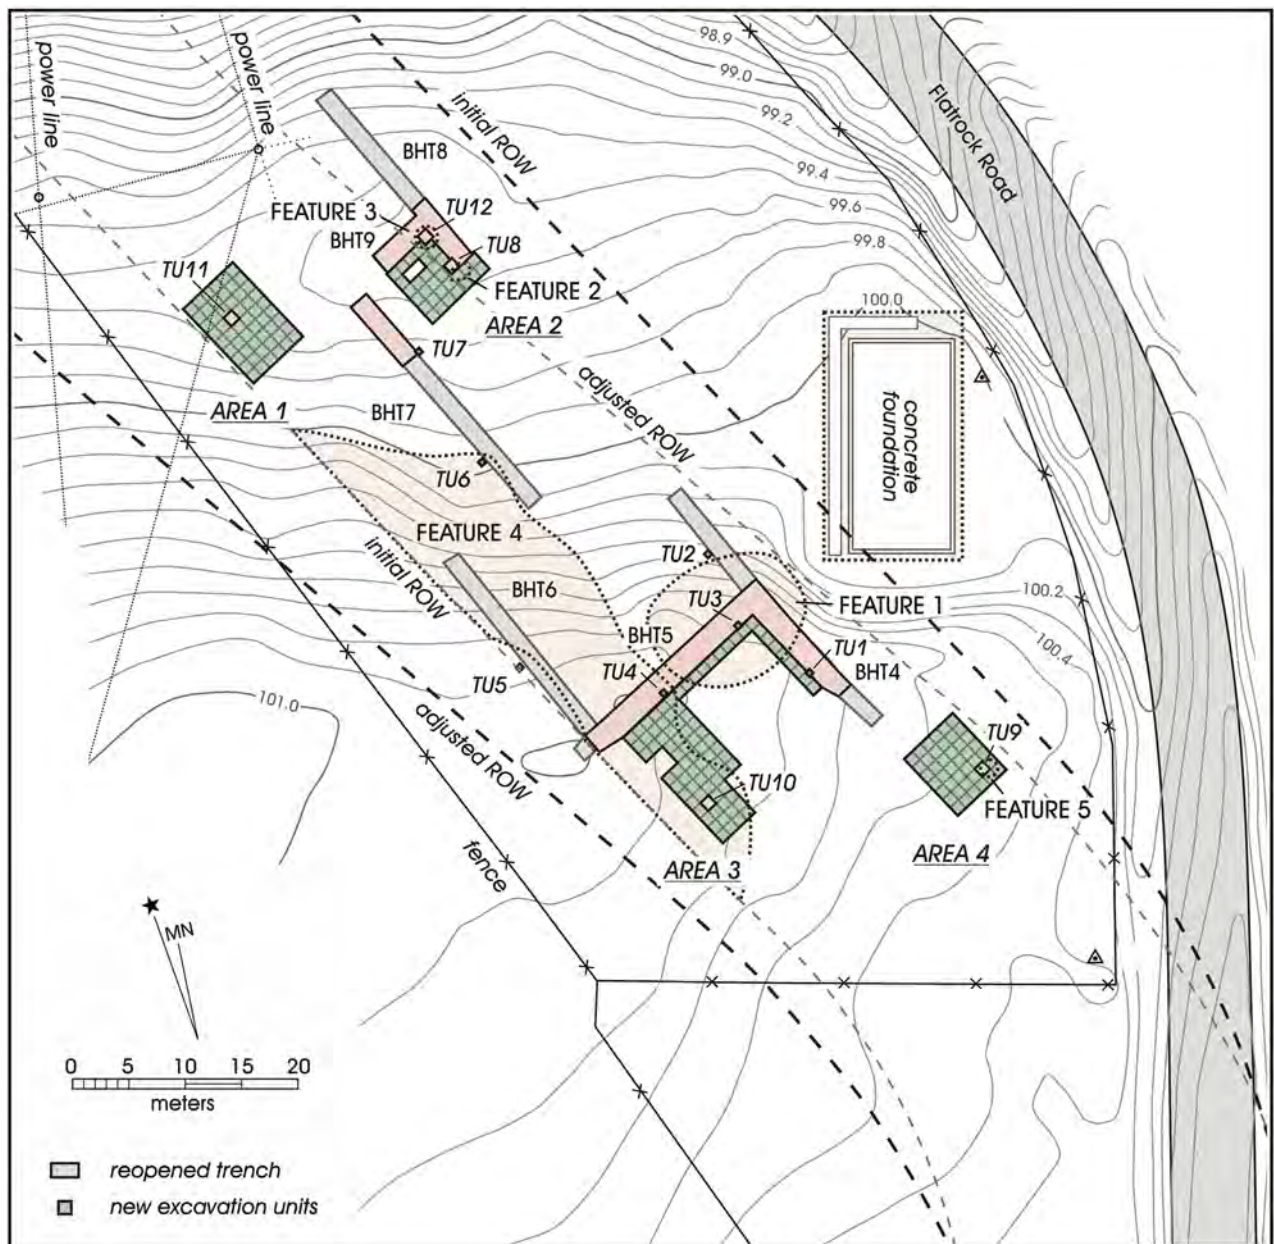 power line
power line
initial ROW
98.9
99.0
99.2
99.4
99.6
99.8
Flatrock Road
BHT8
FEATURE 3
TU12
BHT9
TU8
TU11
FEATURE 2
AREA 2
100.0
TU7
adjusted ROW
AREA 1
BHT7
concrete
foundation
TU6
FEATURE 4
initial ROW
TU2
BHT6
TU3
FEATURE 1
100.2
BHT5
100.4
TU4
TU1
BHT4
TU5
101.0
adjusted ROW
TU9
TU10
FEATURE 5
fence
AREA 3
AREA 4
MN
0 5 10 15 20
meters
reopened trench
new excavation units